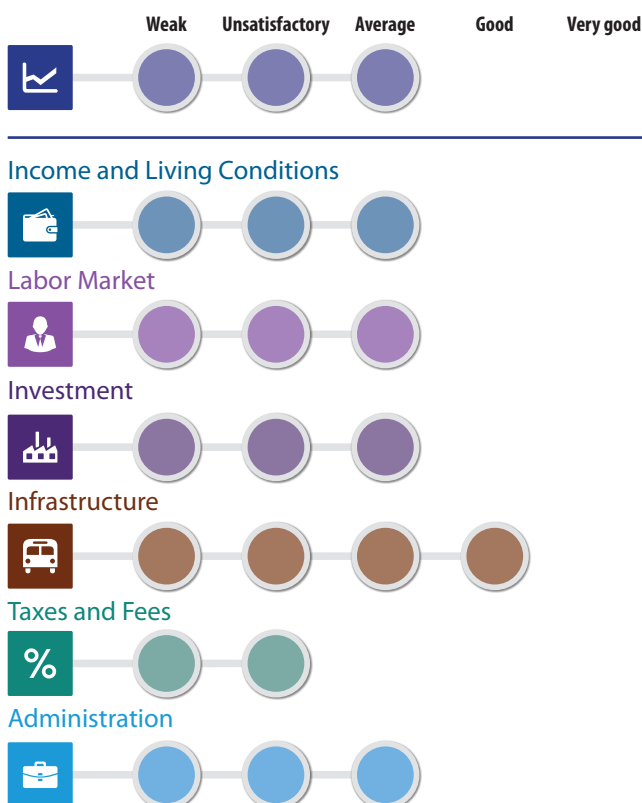 Weak Unsatisfactory Average Good Very good
Income and Living Conditions
Labor Market
Investment
Infrastructure
Taxes and Fees
%
Administration